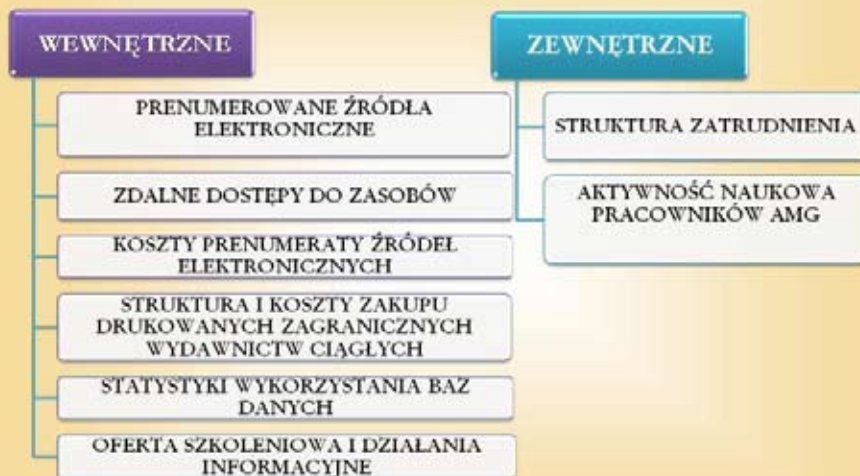 WEWNĘTRZNE
PRENUMEROWANE ŹRÓDŁA
ELEKTRONICZNE
ZDALNE DOSTĘPY DO ZASOBÓW
KOSZTY PRENUMERATY ŹRÓDEŁ
ELEKTRONICZNYCH
STRUKTURA I KOSZTY ZAKUPU
DRUKOWANYCH ZAGRANICZNYCH
WYDAWNICTW CIĄGŁYCH
STATYSTYKI WYKORZYSTANIA BAZ
DANYCH
OFERTA SZKOLENIOWA I DZIAŁANIA
INFORMACYJNE
ZEWNĘTRZNE
STRUKTURA ZATRUDNIENIA
AKTYWNOŚĆ NAUKOWA
PRACOWNIKÓW AMG